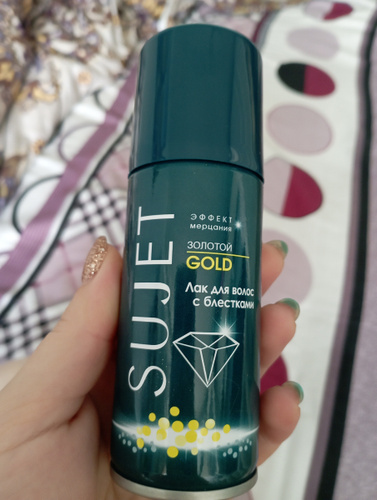 SUJET
ЭФФЕКТ
мерцания
ЗОЛОТОЙ
GOLD
Лак для волос
с блестками